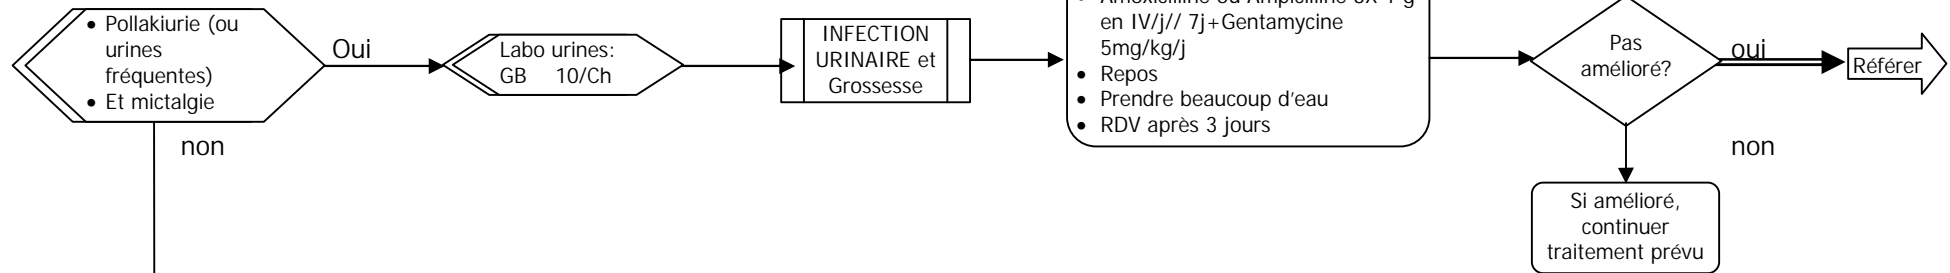 • Pollakiurie (ou
urines
fréquentes)
• Et mictalgie
Oui
non
Labo urines:
GB 10/Ch
INFECTION
URINAIRE et
Grossesse
en IV/j// 7j+Gentamycine
5mg/kg/j
• Repos
• Prendre beaucoup d'eau
• RDV après 3 jours
Pas
amélioré?
oui
Référer
non
Si amélioré,
continuer
traitement prévu